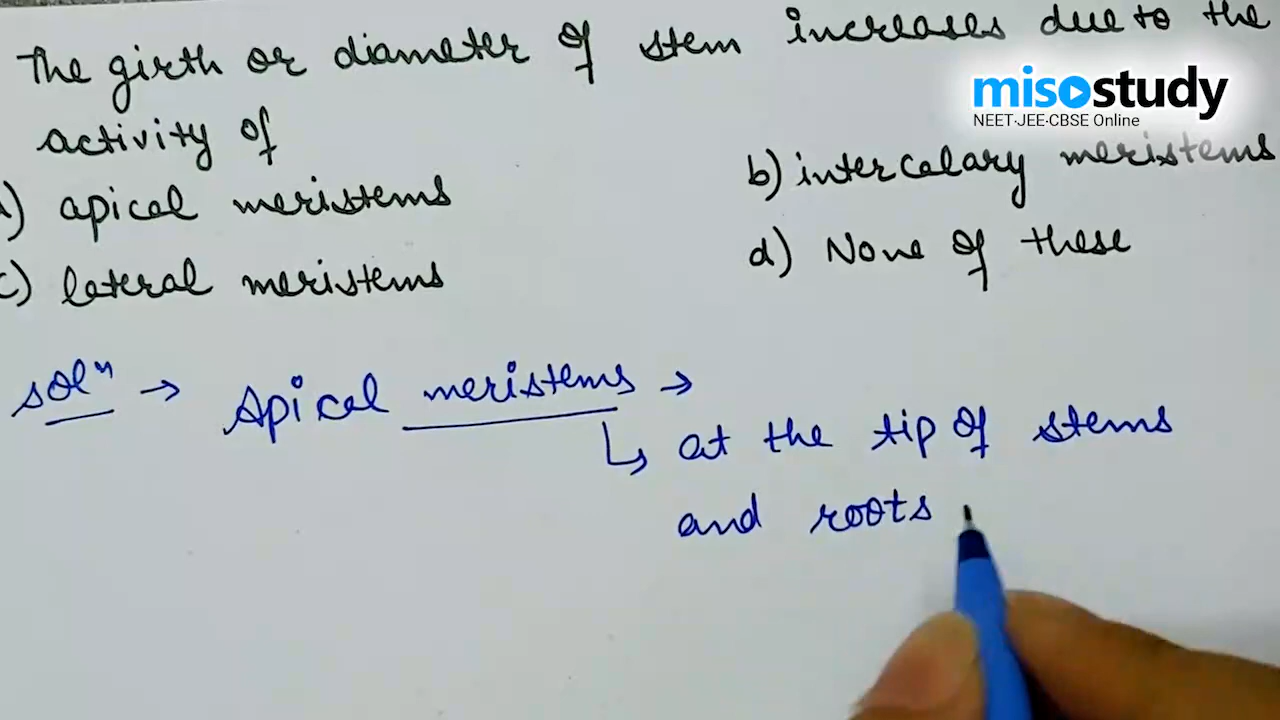 The girth or diameter of stem increases due to the
activity of
a) apical meristems
b) intercalary meristems
c) lateral meristems
d) None of these
solⁿ → Apical meristems →
↳ at the tip of stems
and roots
misostudy
NEET-JEE-CBSE Online